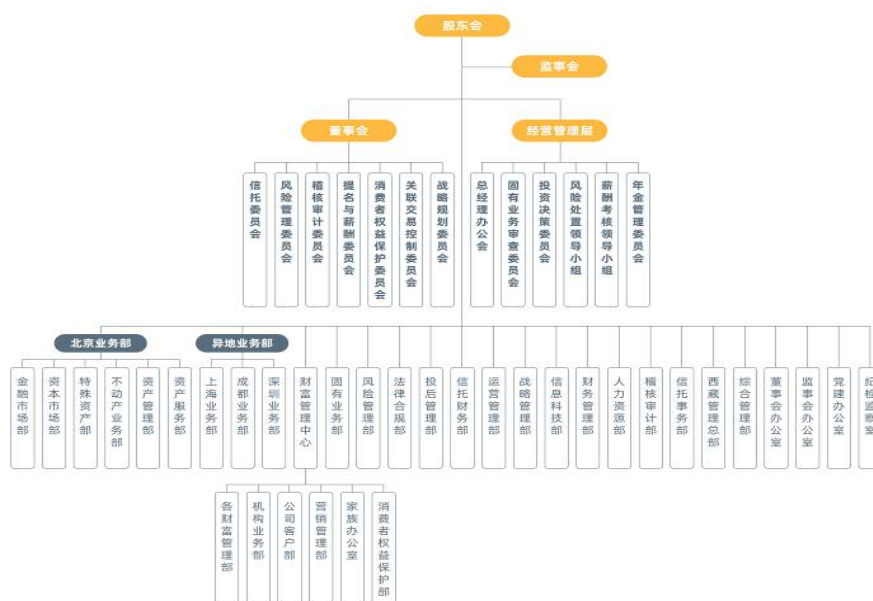 股东会
监事会
董事会
经营管理层
信托委员会
风险管理委员会
稽核审计委员会
提名与薪酬委员会
消费者权益保护委员会
关联交易控制委员会
战略规划委员会
总经理办公会
固有业务审查委员会
投资决策委员会
风险处置领导小组
薪酬考核领导小组
年金管理委员会
北京业务部
异地业务部
金融市场部
资本市场部
特殊资产部
不动产业务部
资产管理部
资产服务部
上海业务部
成都业务部
深圳业务部
财富管理中心
固有业务部
风险管理部
法律合规部
投后管理部
信托财务部
运营管理部
战略管理部
信息科技部
财务管理部
人力资源部
稽核审计部
信托事务部
西藏管理总部
综合管理部
董事会办公室
监事会办公室
党建办公室
纪检监察室
各财富管理部
机构业务部
公司客户部
营销管理部
家族办公室
消费者权益保护部